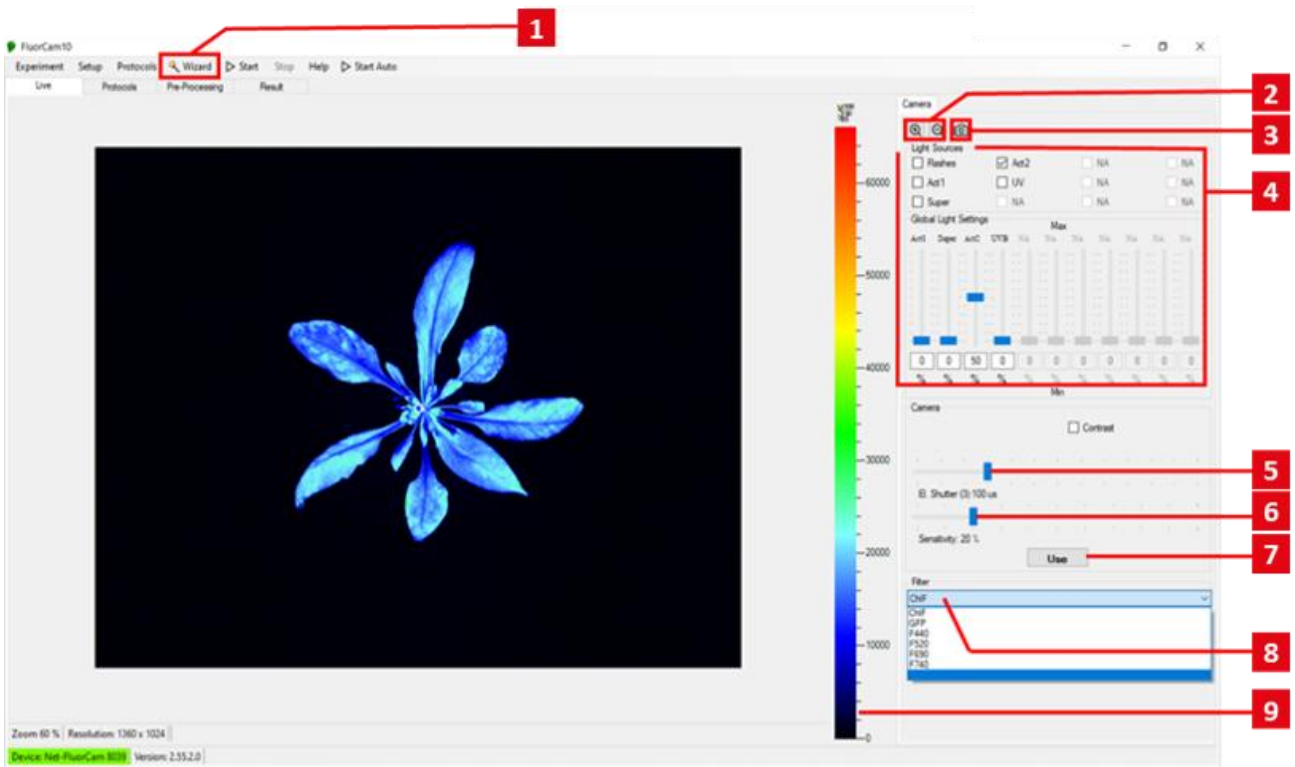 1
FluorCam10
Experiment Setup Protocols Wizard Start Stop Help Start Auto
Live Protocols Pre-Processing Result
Camera
2
3
Light Sources
Flashes Act2 NA NA
Act1 UV NA NA
Super NA NA NA
4
Global Light Settings
Max
Act1 Super Act2
0 0 50 0 0 0 0 0 0 0
Min
60000
50000
40000
30000
20000
10000
0
Camera
Contrast
5
El. Shutter (3) 100 us
6
Sensitivity: 20 %
Use
7
Filter
ChlF
ChlF
GFP
F440
F520
F690
F740
8
9
Zoom 60 % Resolution: 1360 x 1024
Device: Net-FluorCam 8039 Version: 2.55.2.0